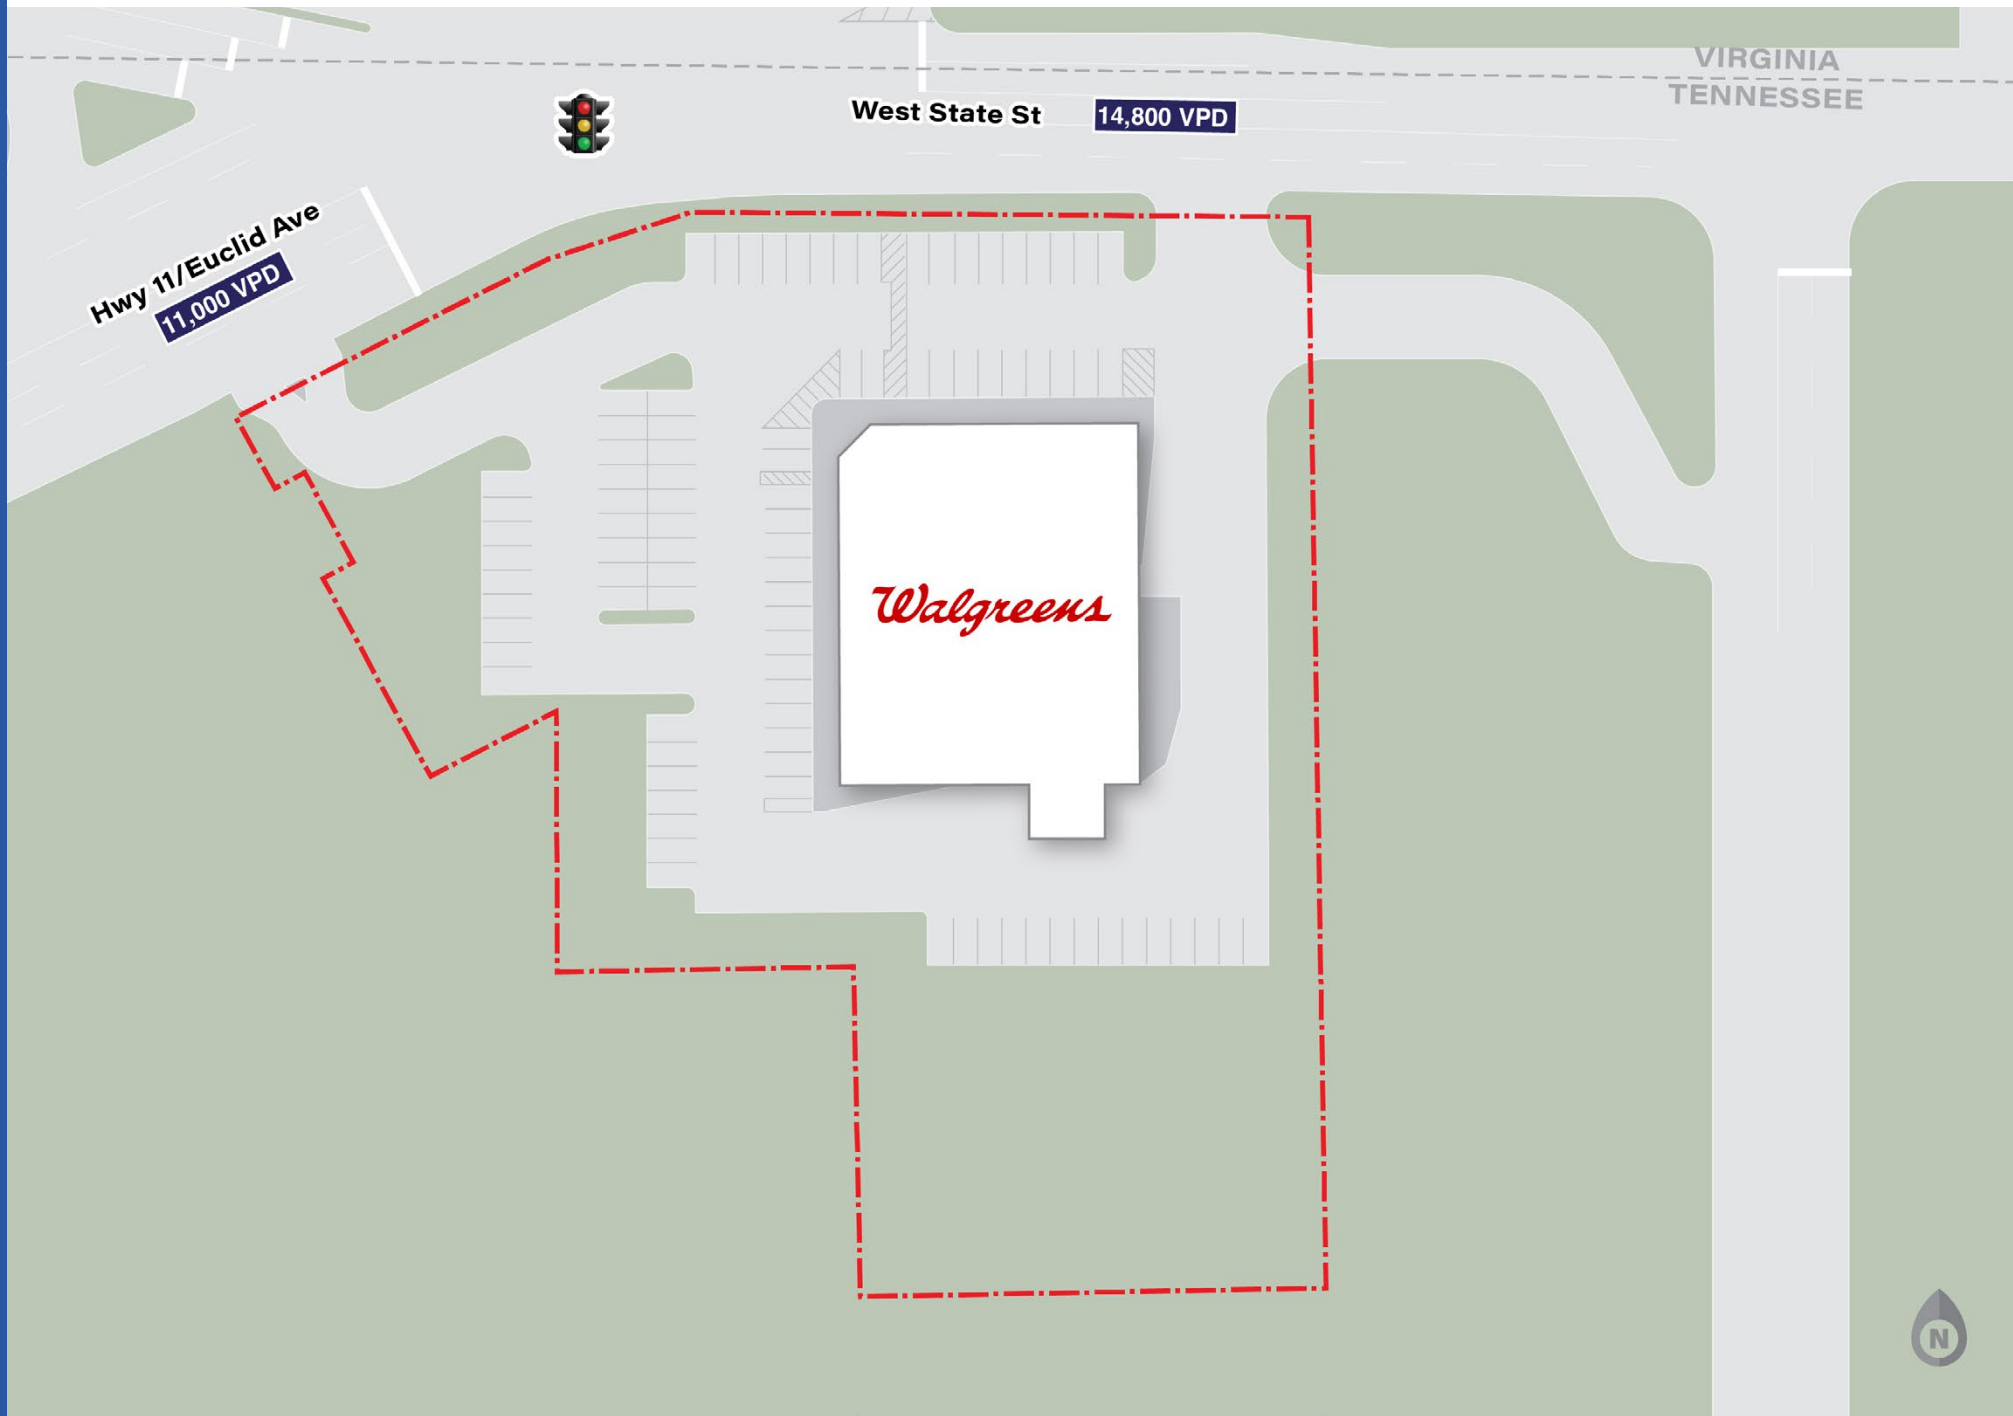 VIRGINIA
TENNESSEE
West State St
14,800 VPD
Hwy 11/Euclid Ave
11,000 VPD
Walgreens
N